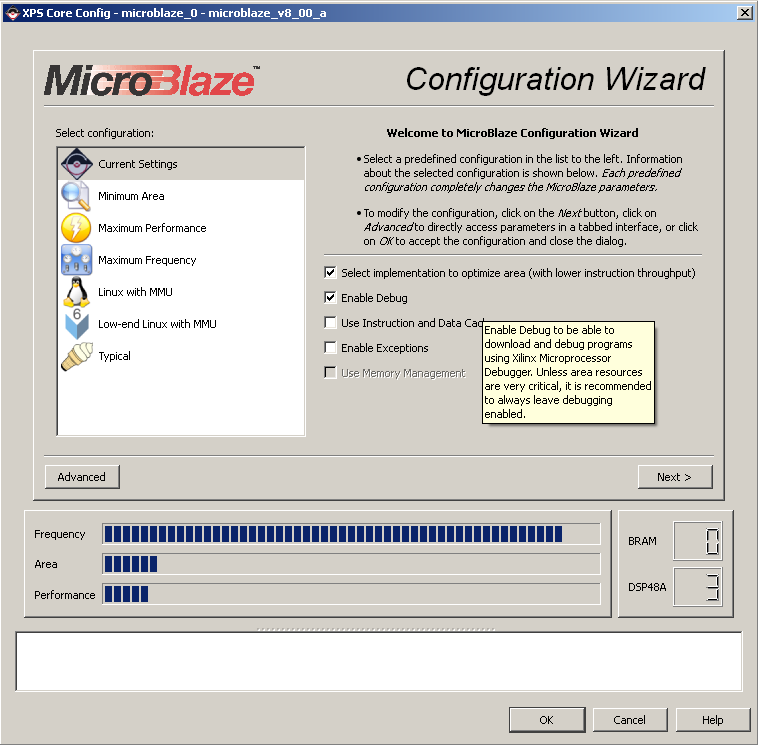 XPS Core Config - microblaze_0 - microblaze_v8_00_a
MicroBlaze™
Configuration Wizard
Select configuration:
Current Settings
Minimum Area
Maximum Performance
Maximum Frequency
Linux with MMU
6
Low-end Linux with MMU
Typical
Welcome to MicroBlaze Configuration Wizard
• Select a predefined configuration in the list to the left. Information
about the selected configuration is shown below. Each predefined
configuration completely changes the MicroBlaze parameters.
• To modify the configuration, click on the Next button, click on
Advanced to directly access parameters in a tabbed interface, or click
on OK to accept the configuration and close the dialog.
Select implementation to optimize area (with lower instruction throughput)
Enable Debug
Use Instruction and Data Cac
Enable Exceptions
Use Memory Management
Enable Debug to be able to
download and debug programs
using Xilinx Microprocessor
Debugger. Unless area resources
are very critical, it is recommended
to always leave debugging
enabled.
Advanced
Next >
Frequency
Area
Performance
BRAM
0
DSP48A
3
OK
Cancel
Help